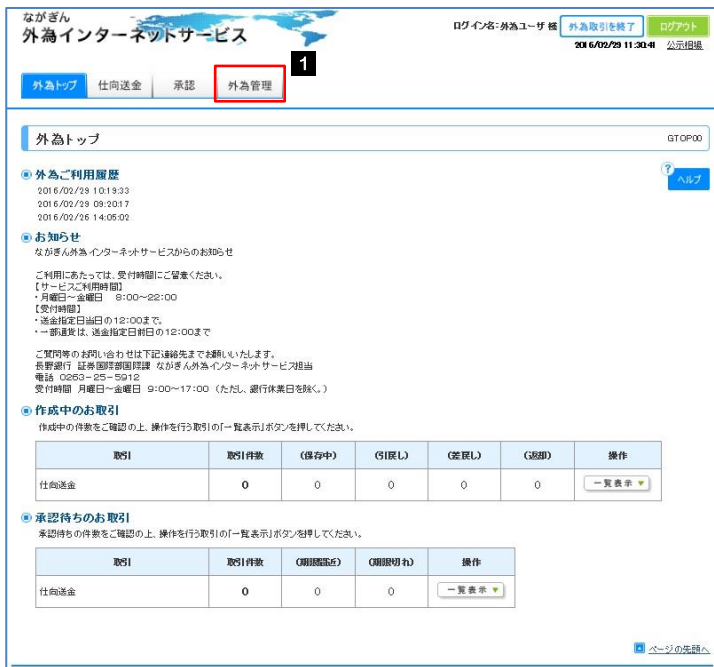 ながぎん
外為インターネットサービス
ログイン名:外為ユーザ 様
外為取引を終了
ログアウト
2016/02/29 11:30:41 公示相場
1
外為トップ 仕向送金 承認 外為管理
外為トップ GTOP00
?
ヘルプ
外為ご利用履歴
2016/02/29 10:19:33
2016/02/29 09:20:17
2016/02/26 14:05:02
お知らせ
ながぎん外為インターネットサービスからのお知らせ
ご利用にあたっては、受付時間にご留意ください。
【サービスご利用時間】
・月曜日～金曜日 8:00～22:00
【受付時間】
・送金指定日当日の12:00まで。
・一部通貨は、送金指定日前日の12:00まで
ご質問等のお問い合わせは下記連絡先までお願いいたします。
長野銀行 証券国際部国際課 ながぎん外為インターネットサービス担当
電話 0263-25-5912
受付時間 月曜日～金曜日 9:00～17:00 (ただし、銀行休業日を除く。)
作成中のお取引
作成中の件数をご確認の上、操作を行う取引の「一覧表示」ボタンを押してください。
取引 取引件数 (保存中) (引戻し) (差戻し) (返却) 操作
仕向送金 0 0 0 0 0 一覧表示
承認待ちのお取引
承認待ちの件数をご確認の上、操作を行う取引の「一覧表示」ボタンを押してください。
取引 取引件数 (期限間近) (期限切れ) 操作
仕向送金 0 0 0 一覧表示
ページの先頭へ